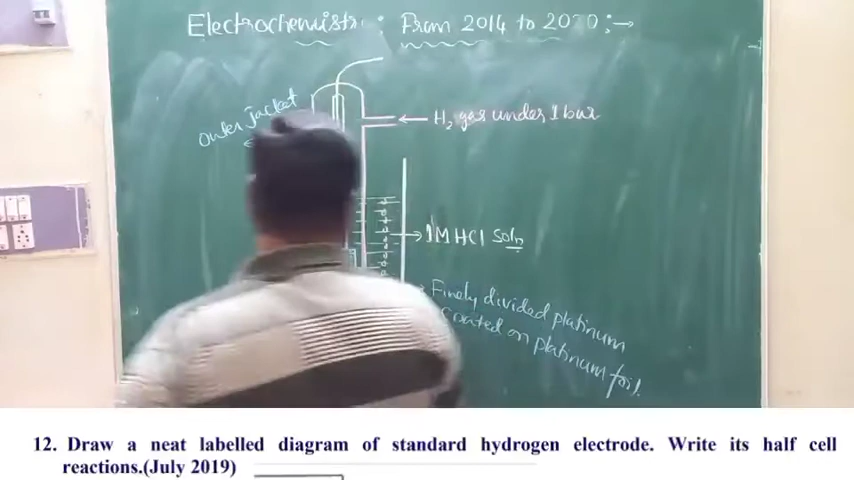 Electrochemistry: From 2014 to 2020 :→
Outer jacket
← H₂ gas under 1 bar
→ 1M HCl Soln
Finely divided platinum
coated on platinum foil.
12. Draw a neat labelled diagram of standard hydrogen electrode. Write its half cell
reactions.(July 2019)